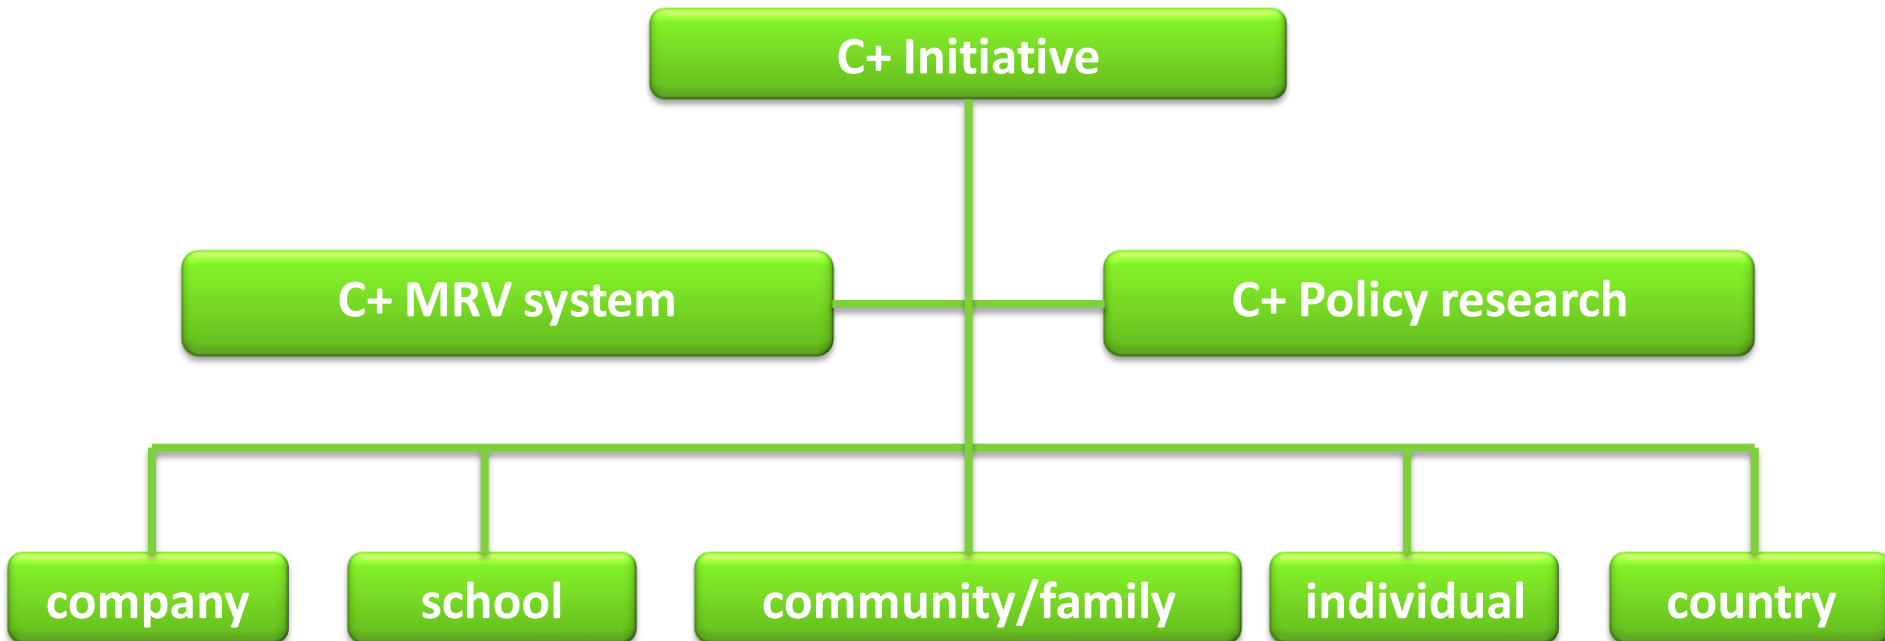 C+ Initiative
C+ MRV system
C+ Policy research
company
school
community/family
individual
country